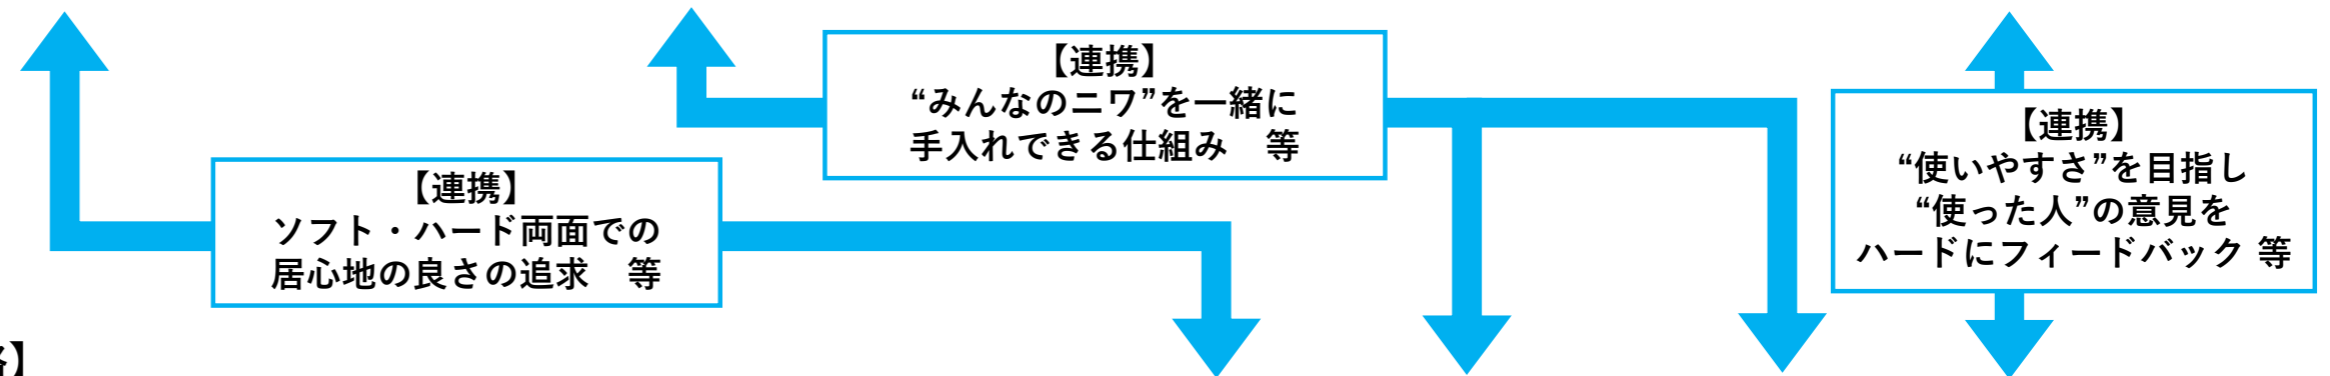 【連携】
“みんなのニワ”を一緒に
手入れできる仕組み　等
【連携】
“使いやすさ”を目指し
“使った人”の意見を
ハードにフィードバック 等
【連携】
ソフト・ハード両面での
居心地の良さの追求　等
】